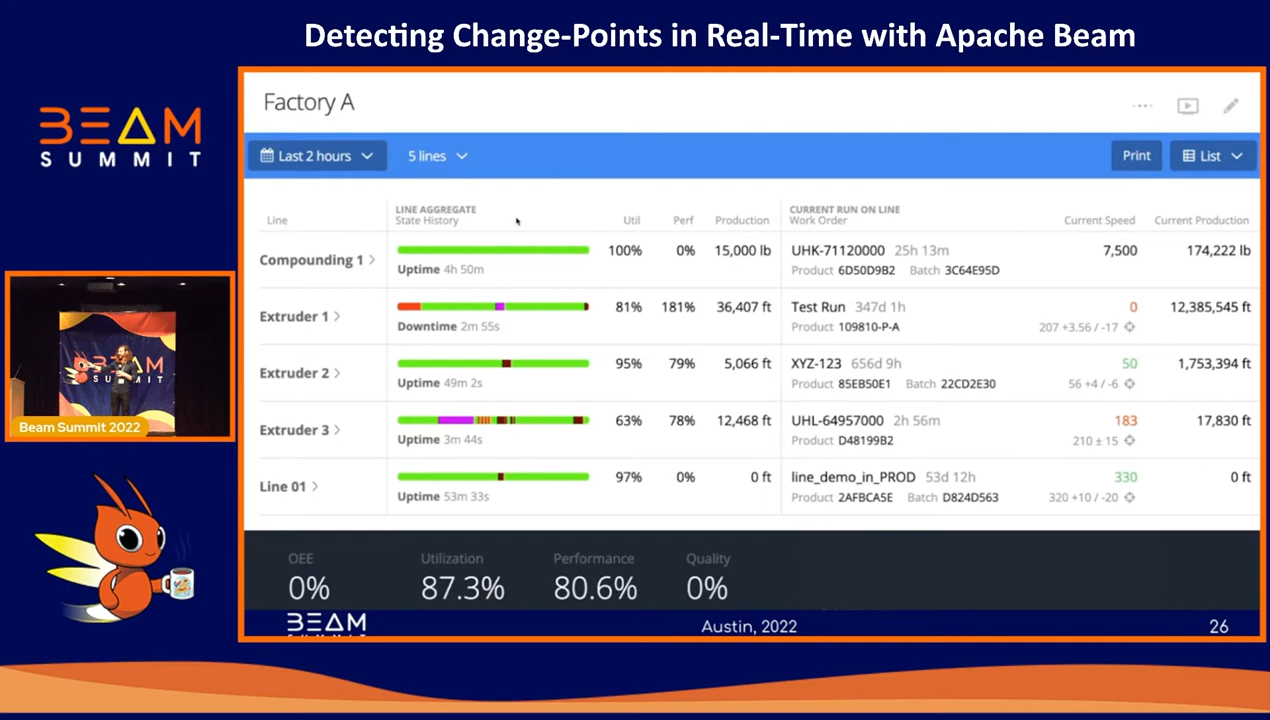 Detecting Change-Points in Real-Time with Apache Beam
BEAM
SUMMIT
Factory A
Last 2 hours
5 lines
Print
List
Line
LINE AGGREGATE
State History
Util
Perf
Production
CURRENT RUN ON LINE
Work Order
Current Speed
Current Production
Compounding 1
Uptime 4h 50m
100%
0%
15,000 lb
UHK-71120000 25h 13m
Product 6D50D9B2 Batch 3C64E95D
7,500
174,222 lb
Extruder 1
Downtime 2m 55s
81%
181%
36,407 ft
Test Run 347d 1h
Product 109810-P-A
0
207 +3.56 / -17
12,385,545 ft
Extruder 2
Uptime 49m 2s
95%
79%
5,066 ft
XYZ-123 656d 9h
Product 85EB50E1 Batch 22CD2E30
50
56 +4 / -6
1,753,394 ft
Extruder 3
Uptime 3m 44s
63%
78%
12,468 ft
UHL-64957000 2h 56m
Product D48199B2
183
210 ± 15
17,830 ft
Line 01
Uptime 53m 33s
97%
0%
0 ft
line_demo_in_PROD 53d 12h
Product 2AFBCA5E Batch D824D563
330
320 +10 / -20
0 ft
OEE
0%
Utilization
87.3%
Performance
80.6%
Quality
0%
BEAM
Austin, 2022
26
BEAM
SUMMIT
Beam Summit 2022